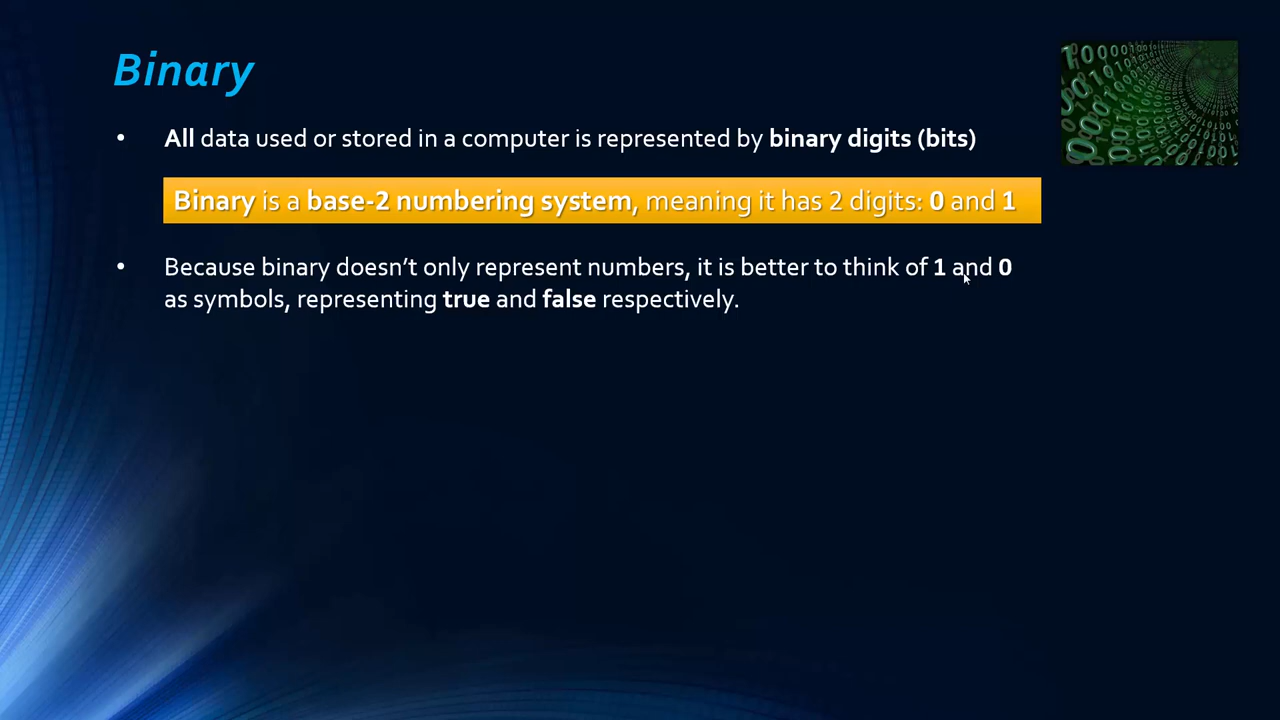 Binary
• All data used or stored in a computer is represented by binary digits (bits)
Binary is a base-2 numbering system, meaning it has 2 digits: 0 and 1
• Because binary doesn’t only represent numbers, it is better to think of 1 and 0
as symbols, representing true and false respectively.